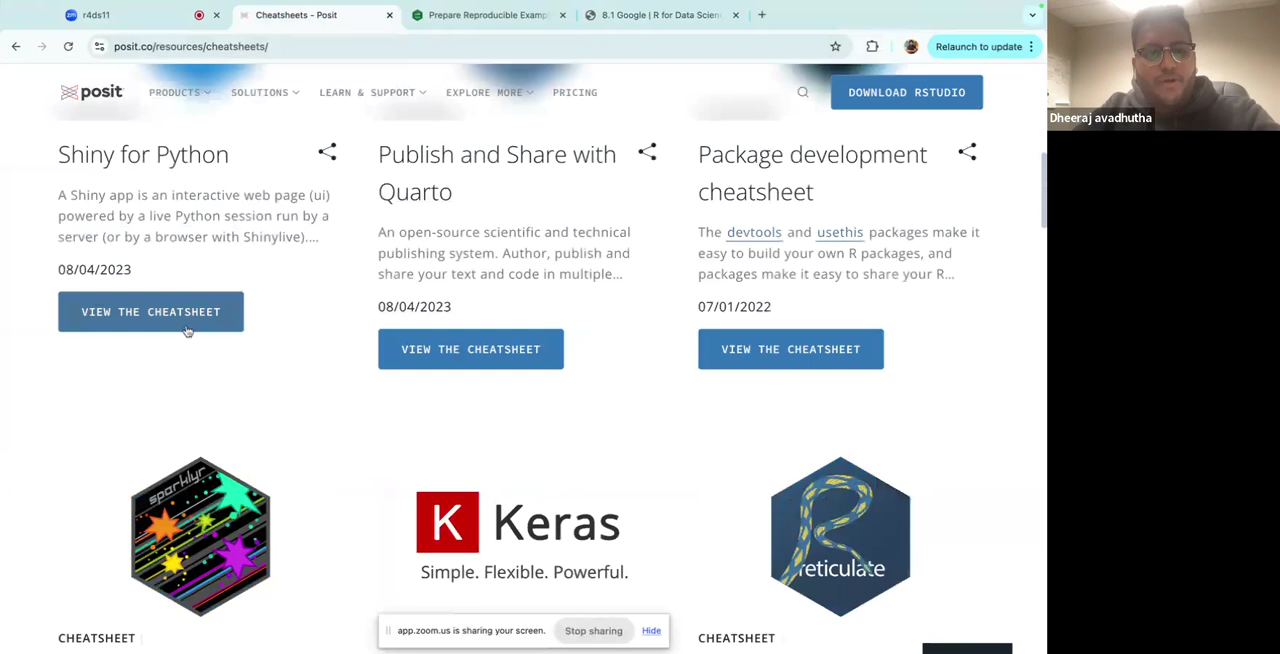 r4ds11
Cheatsheets - Posit
Prepare Reproducible Examp
8.1 Google | R for Data Scien
posit.co/resources/cheatsheets/
Relaunch to update
posit
PRODUCTS
SOLUTIONS
LEARN & SUPPORT
EXPLORE MORE
PRICING
DOWNLOAD RSTUDIO
Dheeraj avadhutha
Shiny for Python
A Shiny app is an interactive web page (ui)
powered by a live Python session run by a
server (or by a browser with Shinylive)....
08/04/2023
VIEW THE CHEATSHEET
Publish and Share with
Quarto
An open-source scientific and technical
publishing system. Author, publish and
share your text and code in multiple...
08/04/2023
VIEW THE CHEATSHEET
Package development
cheatsheet
The devtools and usethis packages make it
easy to build your own R packages, and
packages make it easy to share your R...
07/01/2022
VIEW THE CHEATSHEET
sparklyr
K Keras
Simple. Flexible. Powerful.
reticulate
CHEATSHEET
CHEATSHEET
app.zoom.us is sharing your screen.
Stop sharing
Hide